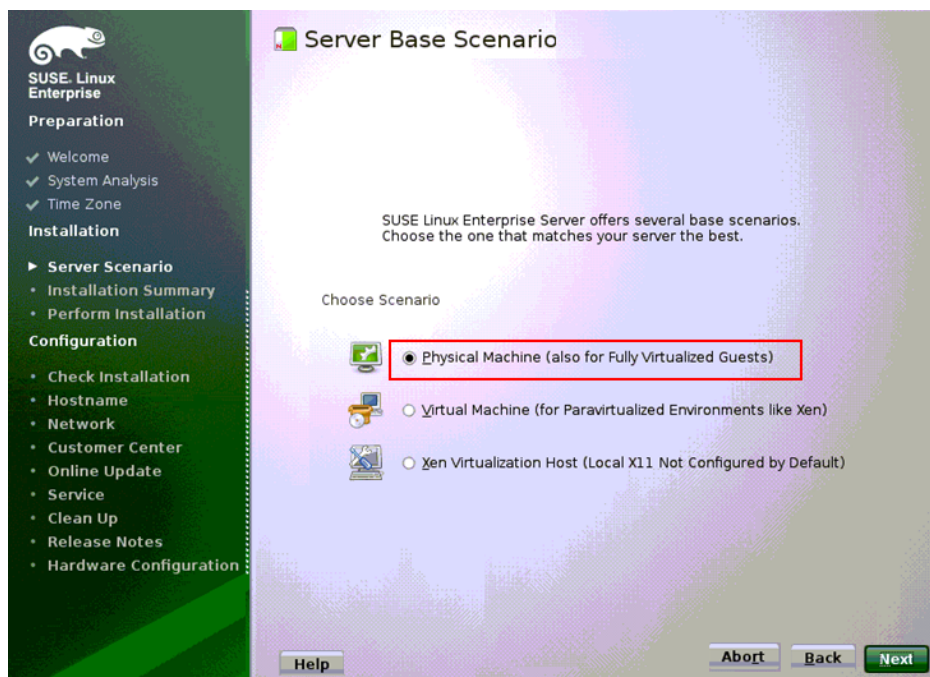 SUSE. Linux
Enterprise
Preparation
Welcome
System Analysis
Time Zone
Installation
Server Scenario
Installation Summary
Perform Installation
Configuration
Check Installation
Hostname
Network
Customer Center
Online Update
Service
Clean Up
Release Notes
Hardware Configuration
Server Base Scenario
SUSE Linux Enterprise Server offers several base scenarios.
Choose the one that matches your server the best.
Choose Scenario
Physical Machine (also for Fully Virtualized Guests)
Virtual Machine (for Paravirtualized Environments like Xen)
Xen Virtualization Host (Local X11 Not Configured by Default)
Help
Abort
Back
Next